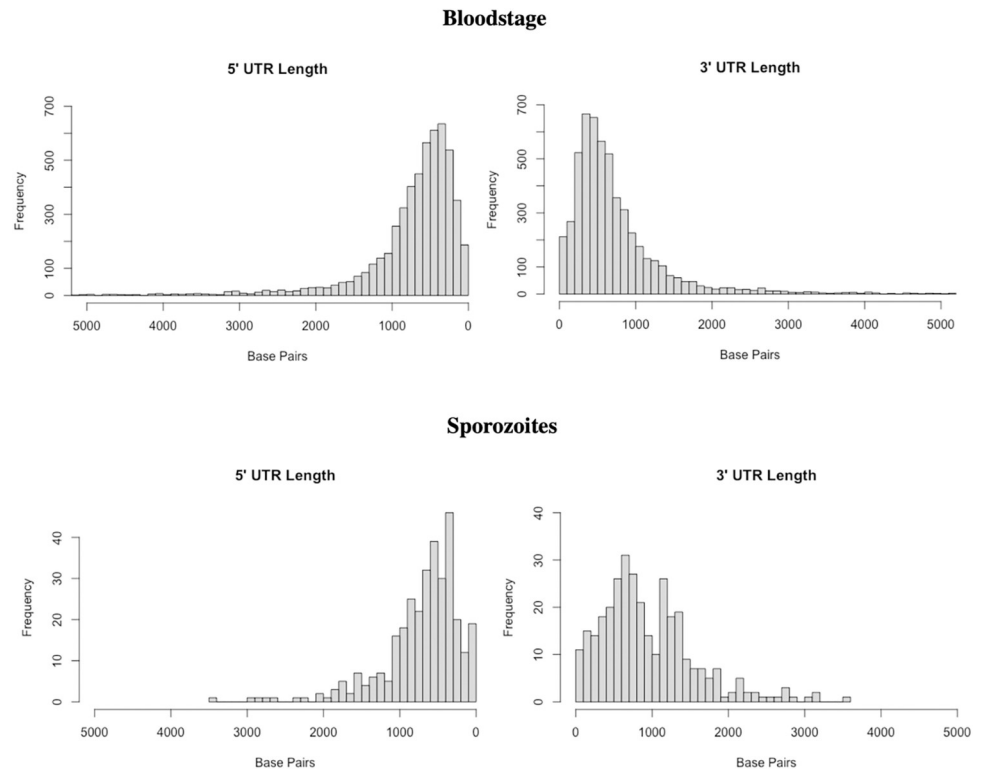 Bloodstage
5' UTR Length
Frequency
0 100 300 500 700
5000 4000 3000 2000 1000 0
Base Pairs
3' UTR Length
Frequency
0 100 300 500 700
0 1000 2000 3000 4000 5000
Base Pairs
Sporozoites
5' UTR Length
Frequency
0 10 20 30 40
5000 4000 3000 2000 1000 0
Base Pairs
3' UTR Length
Frequency
0 10 20 30 40
0 1000 2000 3000 4000 5000
Base Pairs